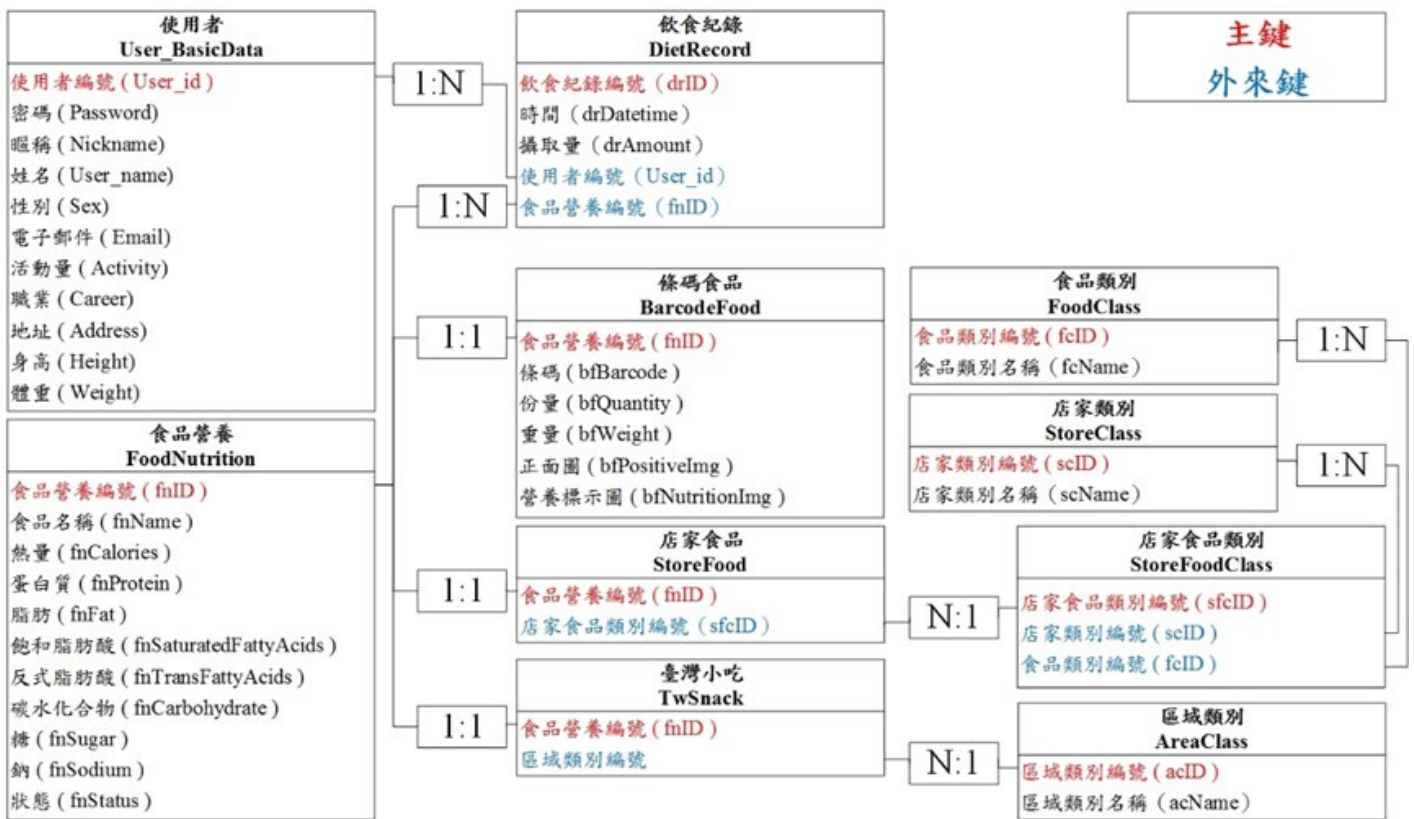 使用者
User_BasicData
使用者編號 ( User_id )
密碼 ( Password)
暱稱 ( Nickname)
姓名 ( User_name)
性別 ( Sex)
電子郵件 ( Email)
活動量 ( Activity)
職業 ( Career)
地址 ( Address)
身高 ( Height)
體重 ( Weight)
1:N
飲食紀錄
DietRecord
飲食紀錄編號（drID）
時間（drDatetime）
攝取量（drAmount）
使用者編號（User_id）
食品營養編號（fnID）
主鍵
外來鍵
1:N
食品營養
FoodNutrition
食品營養編號 ( fnID )
食品名稱 ( fnName )
熱量 ( fnCalories )
蛋白質 ( fnProtein )
脂肪 ( fnFat )
飽和脂肪酸 ( fnSaturatedFattyAcids )
反式脂肪酸 ( fnTransFattyAcids )
碳水化合物 ( fnCarbohydrate )
糖 ( fnSugar )
鈉 ( fnSodium )
狀態 ( fnStatus )
1:1
條碼食品
BarcodeFood
食品營養編號 ( fnID )
條碼 ( bfBarcode )
份量 ( bfQuantity )
重量 ( bfWeight )
正面圖 ( bfPositiveImg )
營養標示圖 ( bfNutritionImg )
食品類別
FoodClass
食品類別編號 ( fcID )
食品類別名稱（fcName）
1:N
店家類別
StoreClass
店家類別編號 ( scID )
店家類別名稱（scName）
1:N
1:1
店家食品
StoreFood
食品營養編號 ( fnID )
店家食品類別編號（sfcID）
N:1
店家食品類別
StoreFoodClass
店家食品類別編號（sfcID）
店家類別編號（scID）
食品類別編號（fcID）
1:1
臺灣小吃
TwSnack
食品營養編號 ( fnID )
區域類別編號
N:1
區域類別
AreaClass
區域類別編號（acID）
區域類別名稱（acName）